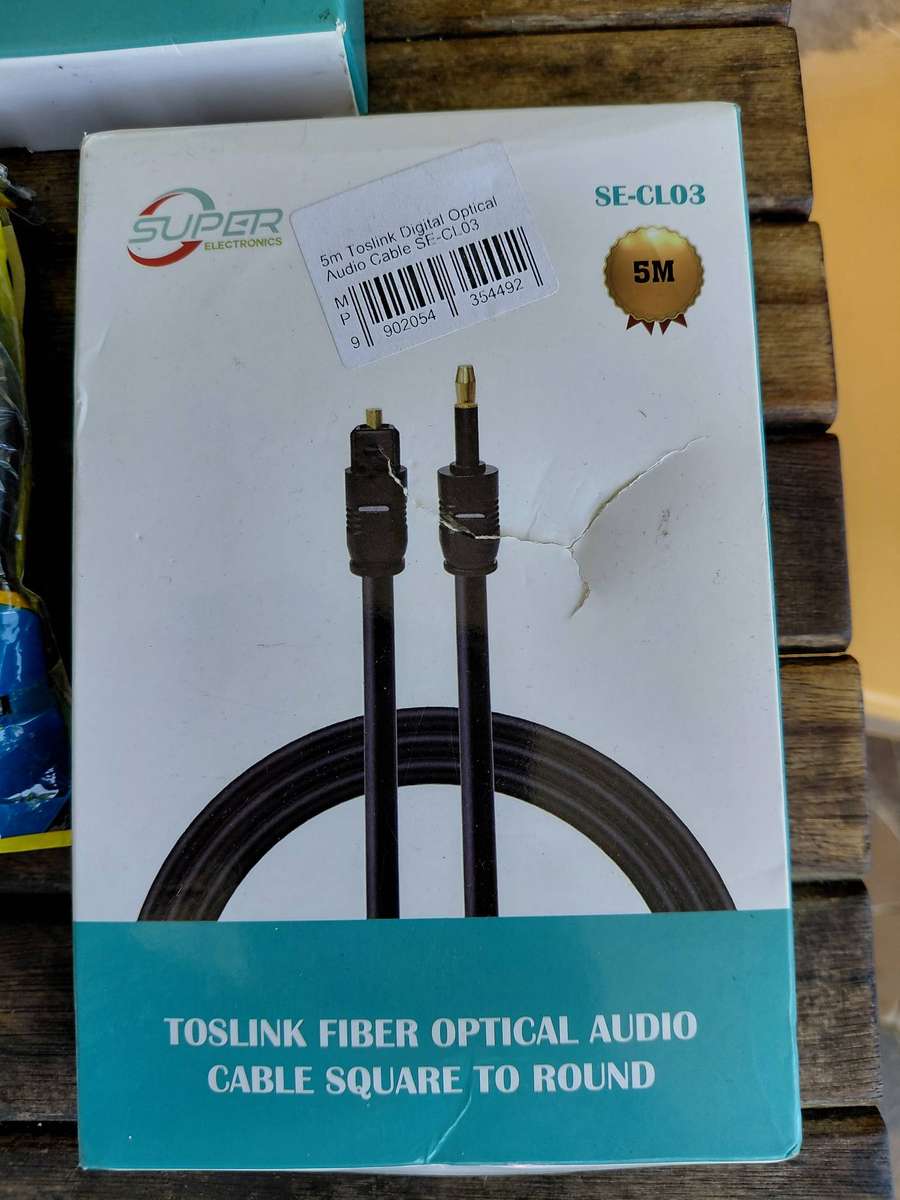 SUPER
ELECTRONICS
5m Toslink Digital Optical
Audio Cable SE-CL03
MP
9 902054 354492
SE-CL03
5M
TOSLINK FIBER OPTICAL AUDIO
CABLE SQUARE TO ROUND